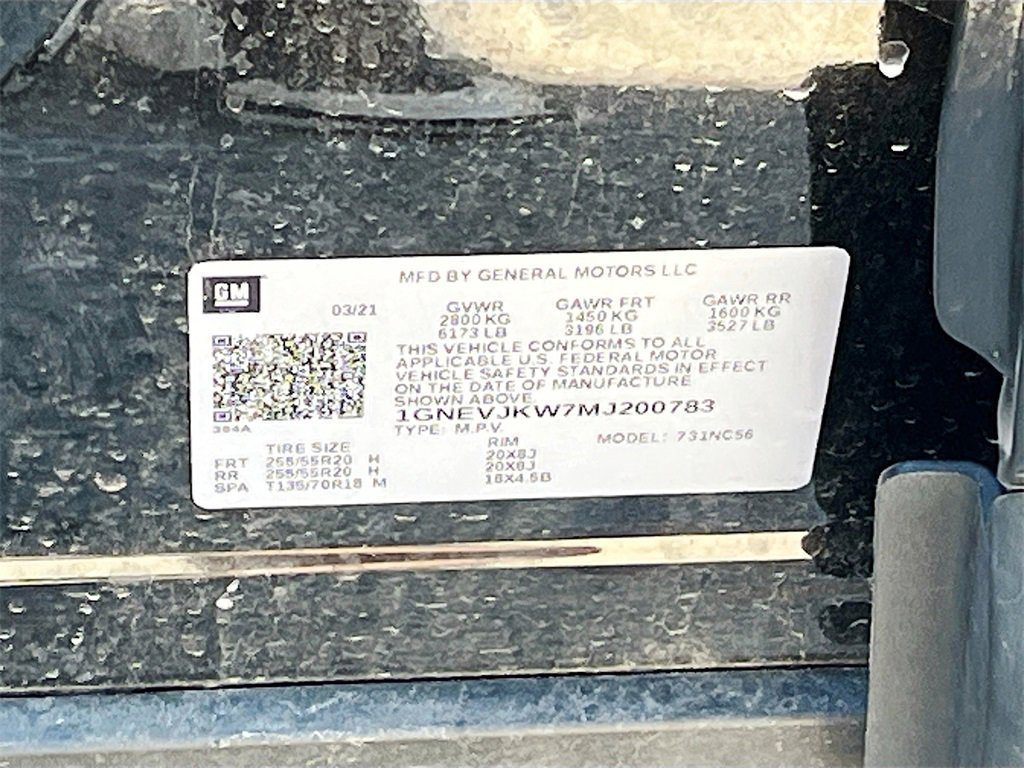 GM
MFD BY GENERAL MOTORS LLC
03/21
GVWR GAWR FRT GAWR RR
2800 KG 1450 KG 1600 KG
6173 LB 3196 LB 3527 LB
THIS VEHICLE CONFORMS TO ALL
APPLICABLE U.S. FEDERAL MOTOR
VEHICLE SAFETY STANDARDS IN EFFECT
ON THE DATE OF MANUFACTURE
SHOWN ABOVE.
384A
1GNEVJKW7MJ200783
TYPE: M.P.V. MODEL: 731NC56
TIRE SIZE RIM
FRT 255/55R20 H 20X8J
RR 255/55R20 H 20X8J
SPA T135/70R18 M 18X4.5B